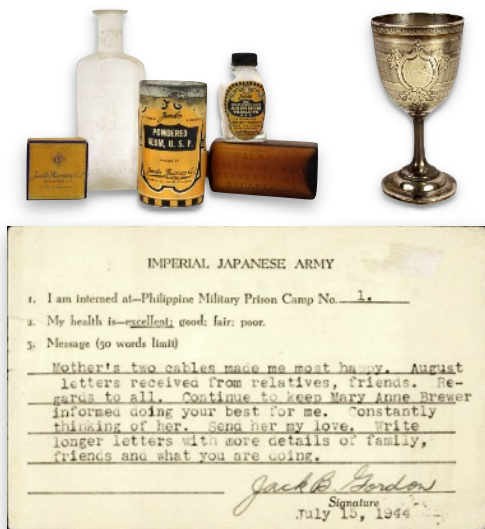 POWDERED
ALUM, U. S. P.
IMPERIAL JAPANESE ARMY
1. I am interned at—Philippine Military Prison Camp No. 1.
2. My health is—excellent; good; fair; poor.
3. Message (50 words limit)
Mother's two cables made me most happy. August
letters received from relatives, friends. Re-
gards to all. Continue to keep Mary Anne Brewer
informed doing your best for me. Constantly
thinking of her. Send her my love. Write
longer letters with more details of family,
friends and what you are doing.
Jack B. Gordon
Signature
July 15, 1944